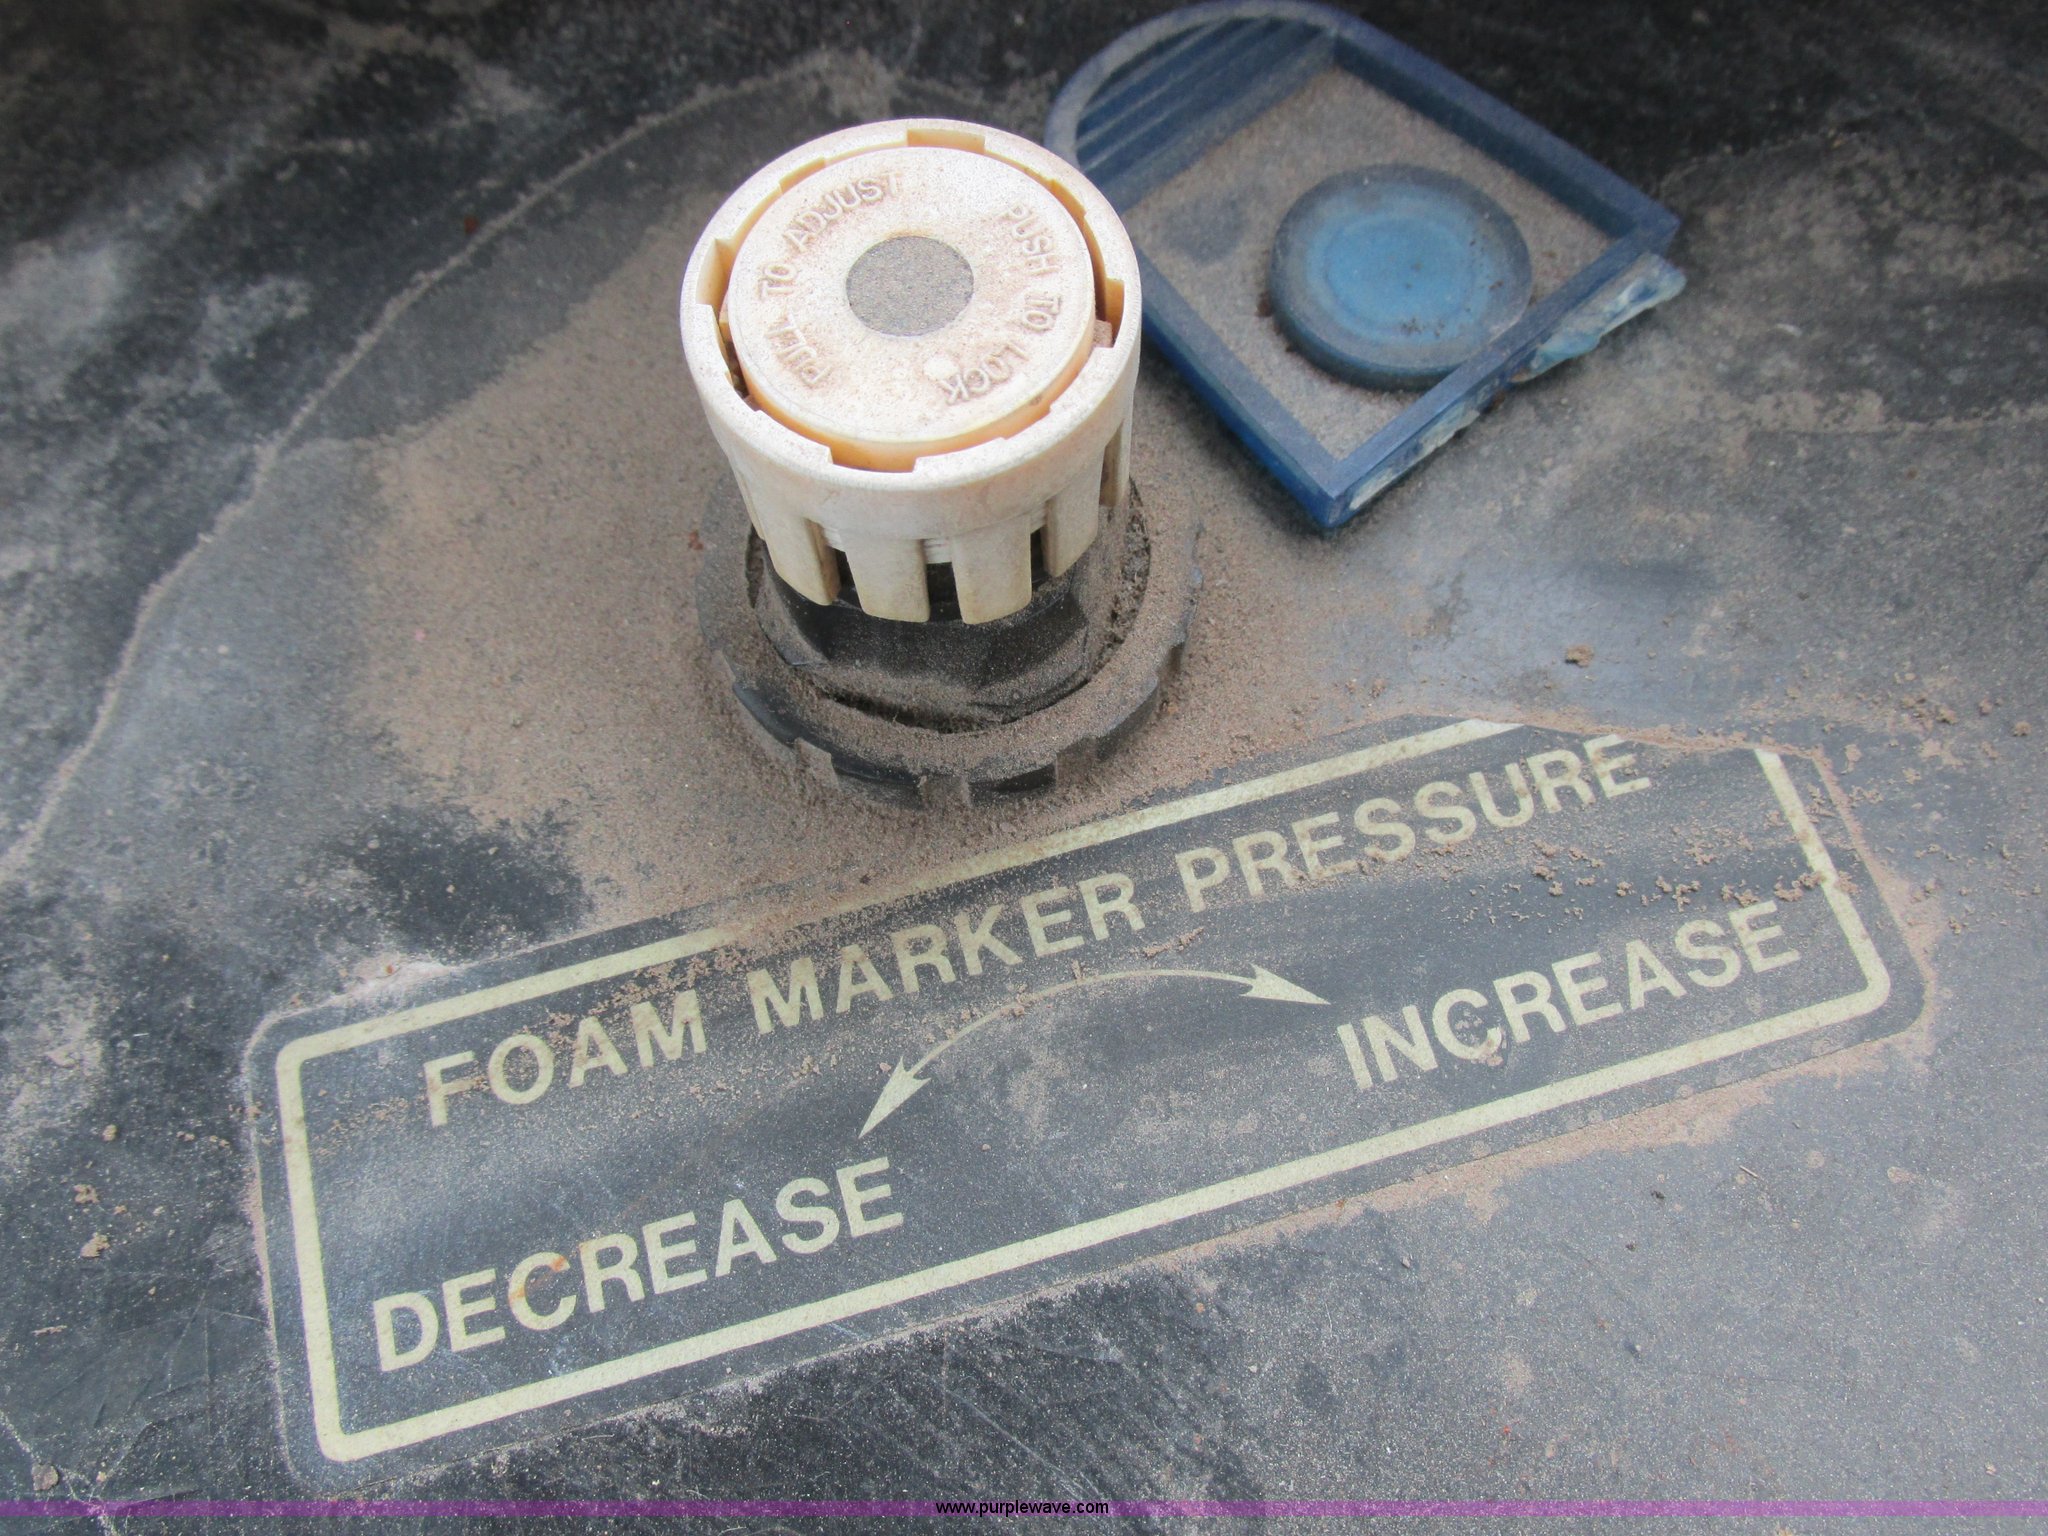 PULL TO ADJUST
PUSH TO LOCK
FOAM MARKER PRESSURE
DECREASE
INCREASE
www.purplewave.com